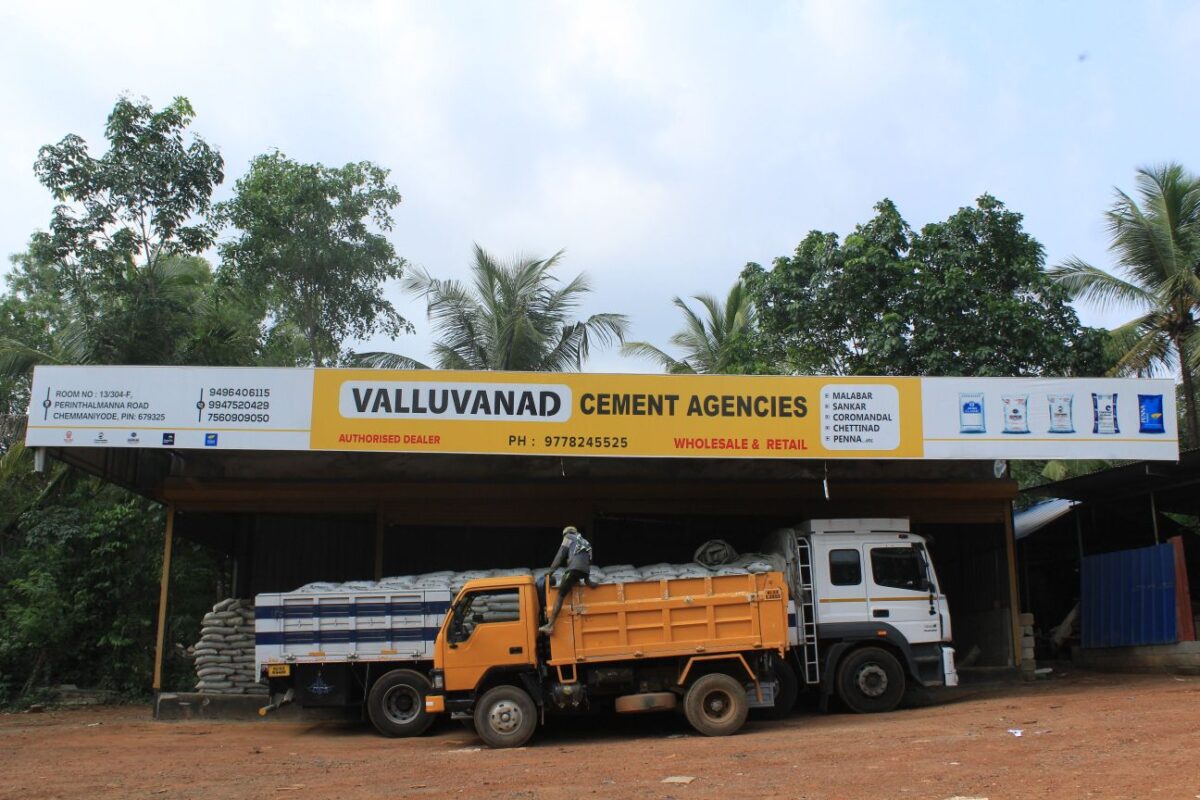 ROOM NO : 13/304-F,
PERINTHALMANNA ROAD
CHEMMANIYODE, PIN: 679325
9496406115
9947520429
7560909050
VALLUVANAD CEMENT AGENCIES
AUTHORISED DEALER
PH : 9778245525
WHOLESALE & RETAIL
MALABAR
SANKAR
COROMANDAL
CHETTINAD
PENNA..etc
PENNA